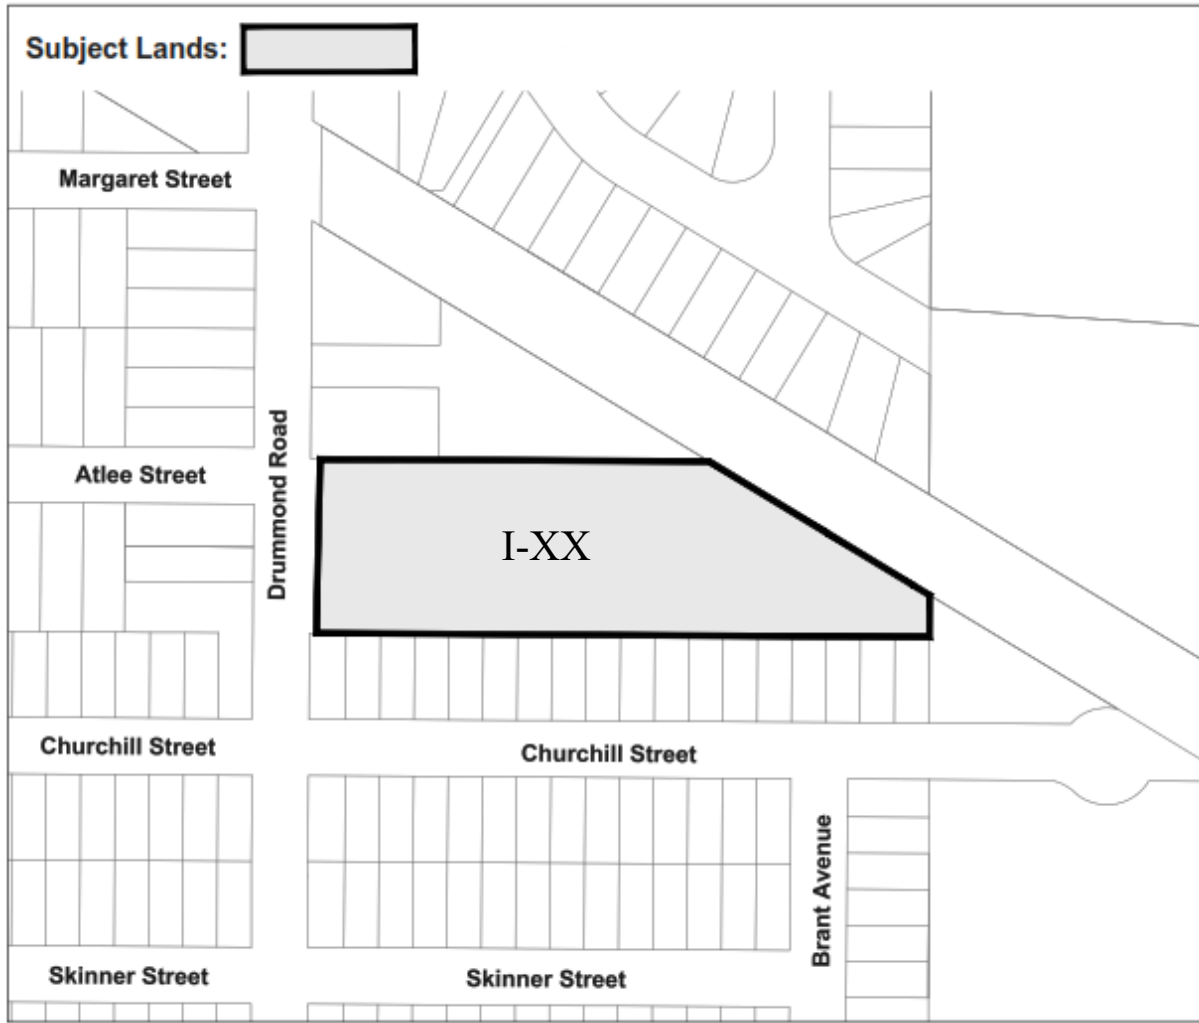 Subject Lands:
Margaret Street
Atlee Street
Drummond Road
I-XX
Churchill Street
Churchill Street
Brant Avenue
Skinner Street
Skinner Street